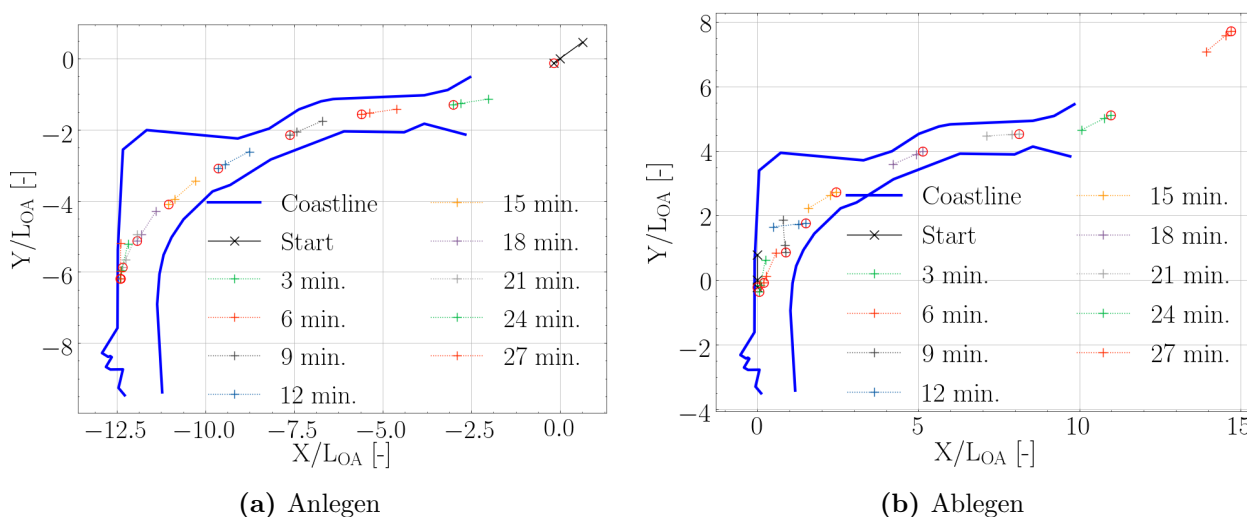 0
−2
−4
−6
−8
Y/L_OA [-]
Coastline
Start
3 min.
6 min.
9 min.
12 min.
15 min.
18 min.
21 min.
24 min.
27 min.
−12.5 −10.0 −7.5 −5.0 −2.5 0.0
X/L_OA [-]
(a) Anlegen
8
6
4
2
0
−2
−4
Y/L_OA [-]
Coastline
Start
3 min.
6 min.
9 min.
12 min.
15 min.
18 min.
21 min.
24 min.
27 min.
0 5 10 15
X/L_OA [-]
(b) Ablegen